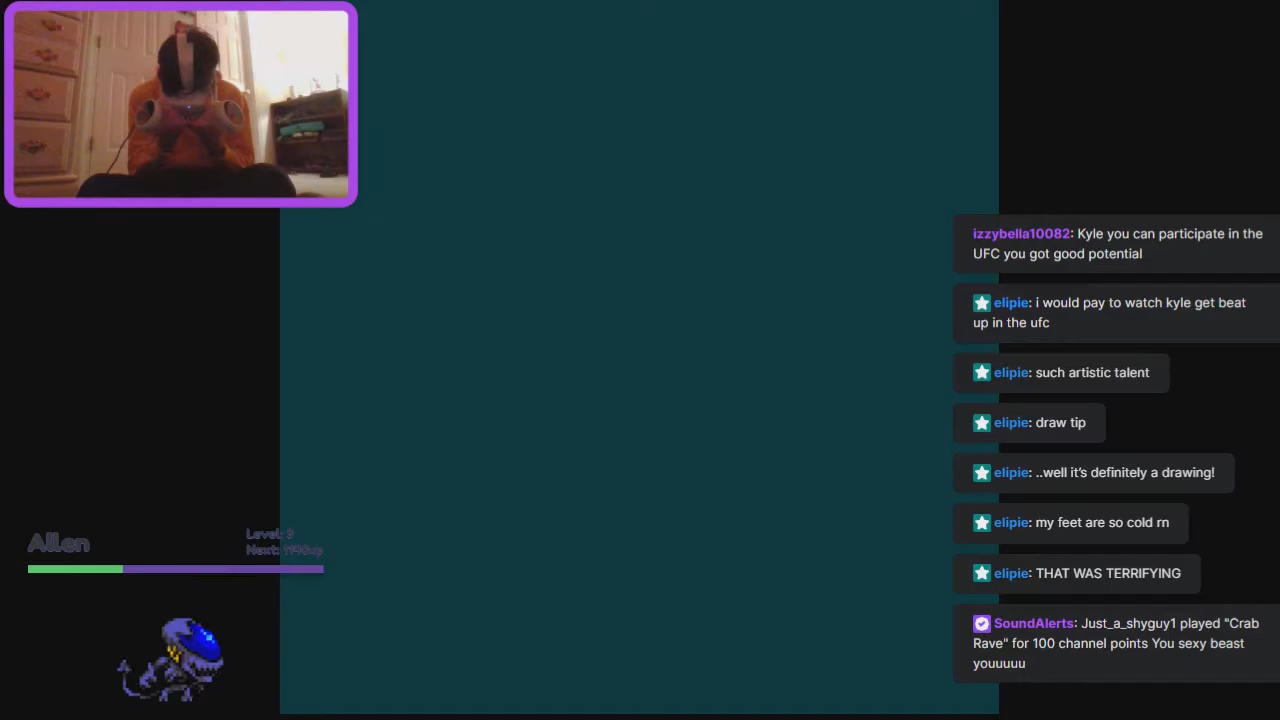 izzybella10082: Kyle you can participate in the
UFC you got good potential
elipie: i would pay to watch kyle get beat
up in the ufc
elipie: such artistic talent
elipie: draw tip
elipie: ..well it's definitely a drawing!
elipie: my feet are so cold rn
Allen
Level: 3
Next:
elipie: THAT WAS TERRIFYING
SoundAlerts: Just_a_shyguy1 played "Crab
Rave" for 100 channel points You sexy beast
youuuuu